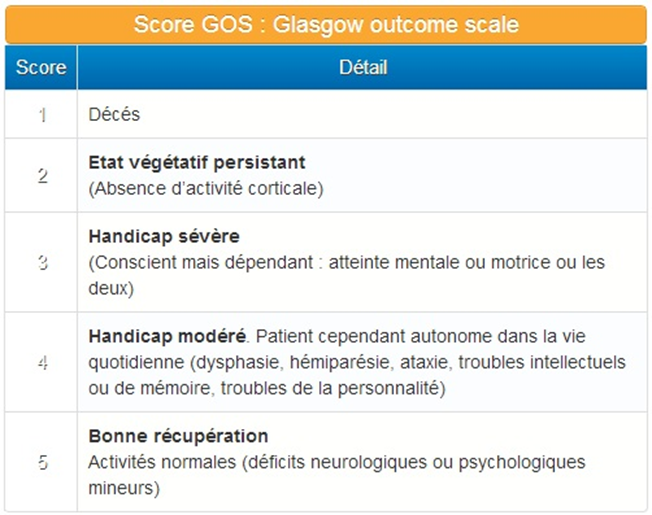 Score GOS : Glasgow outcome scale
Score Détail
1 Décés
Etat végétatif persistant
2
(Absence d'activité corticale)
Handicap sévère
3 (Conscient mais dépendant : atteinte mentale ou motrice ou les
deux)
Handicap modéré. Patient cependant autonome dans la vie
4 quotidienne (dysphasie, hémiparésie, ataxie, troubles intellectuels
ou de mémoire, troubles de la personnalité)
Bonne récupération
5 Activités normales (déficits neurologiques ou psychologiques
mineurs)